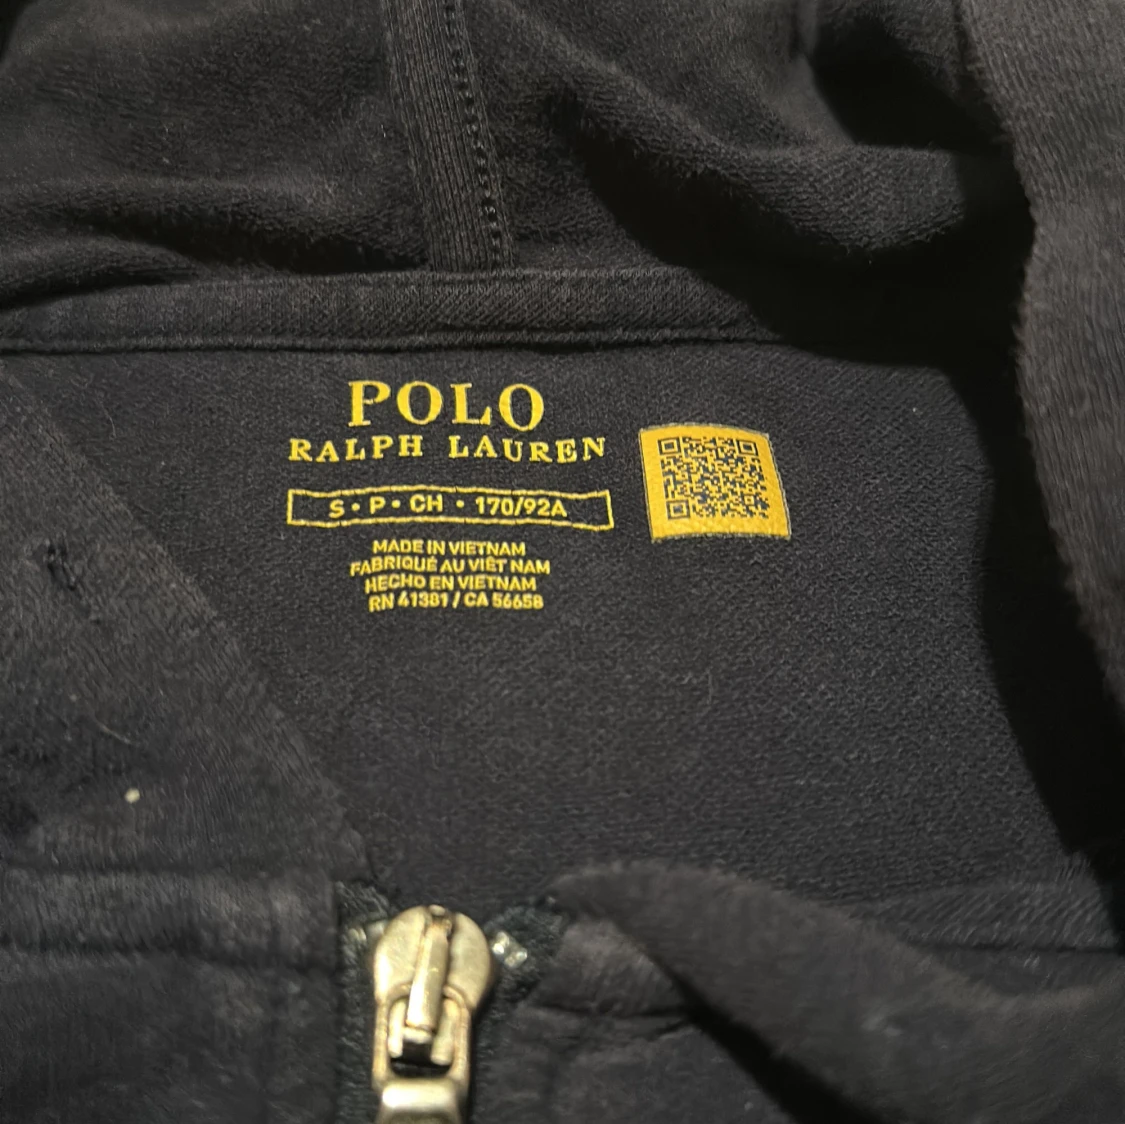 POLO
RALPH LAUREN
S • P • CH • 170/92A
MADE IN VIETNAM
FABRIQUÉ AU VIÊT NAM
HECHO EN VIETNAM
RN 41381 / CA 56658